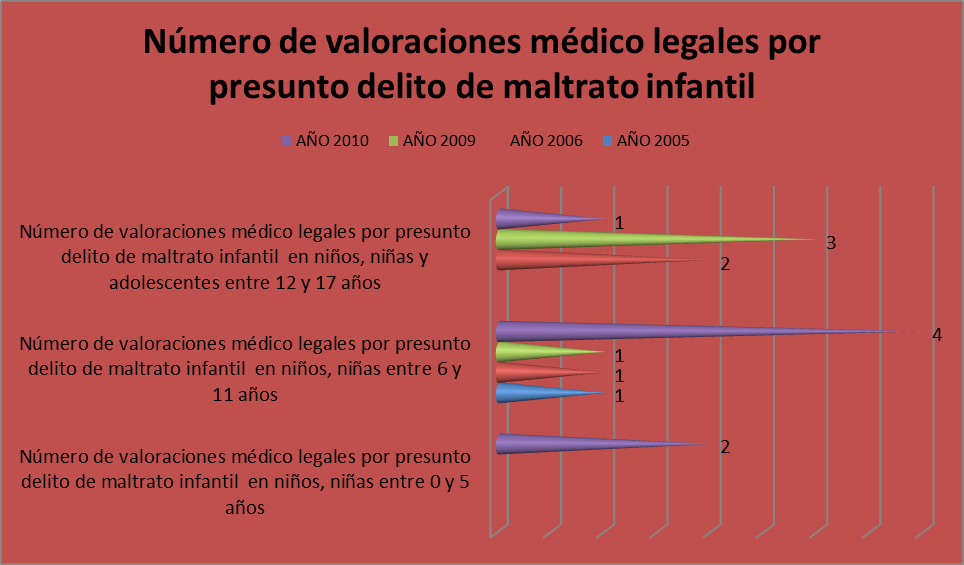 Número de valoraciones médico legales por
presunto delito de maltrato infantil
AÑO 2010 AÑO 2009 AÑO 2006 AÑO 2005
Número de valoraciones médico legales por presunto
delito de maltrato infantil en niños, niñas y
adolescentes entre 12 y 17 años
1
3
2
Número de valoraciones médico legales por presunto
delito de maltrato infantil en niños, niñas entre 6 y
11 años
4
1
1
1
Número de valoraciones médico legales por presunto
delito de maltrato infantil en niños, niñas entre 0 y 5
años
2